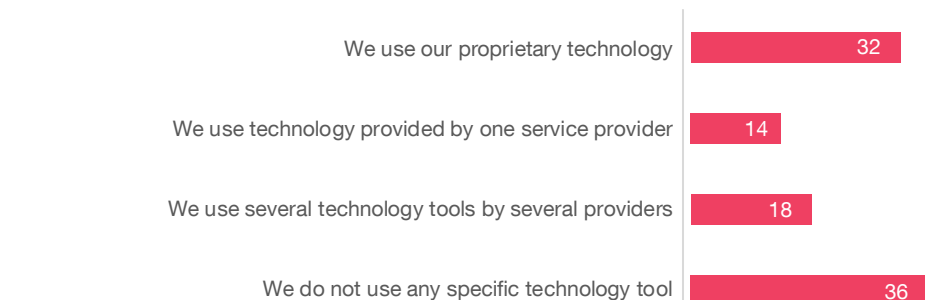 We use our proprietary technology 32
We use technology provided by one service provider 14
We use several technology tools by several providers 18
We do not use any specific technology tool 36